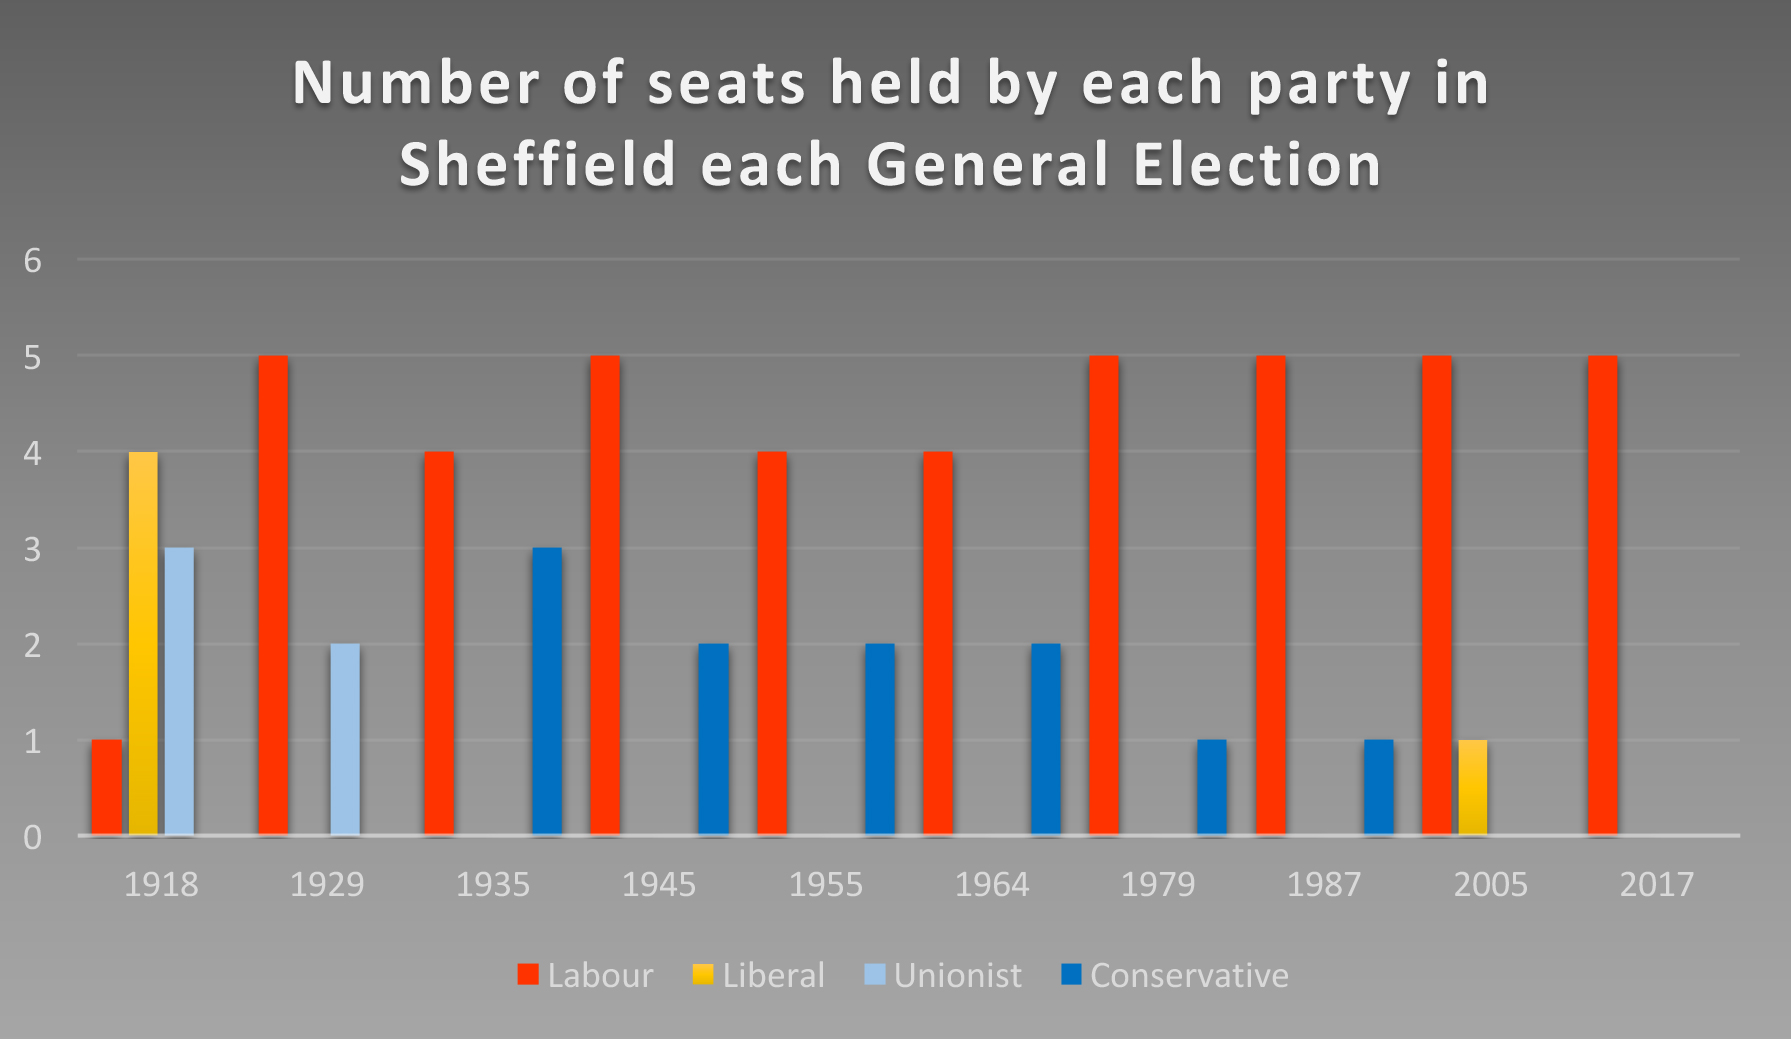 Number of seats held by each party in
Sheffield each General Election
6
5
4
3
2
1
0
1918 1929 1935 1945 1955 1964 1979 1987 2005 2017
Labour Liberal Unionist Conservative